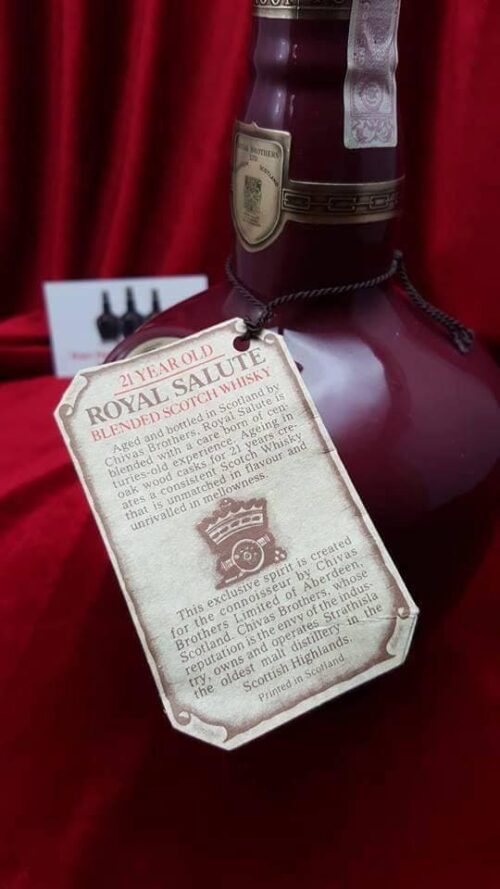 BROTHERS
LTD
SCOTLAND
21 YEAR OLD
ROYAL SALUTE
BLENDED SCOTCH WHISKY
Aged and bottled in Scotland by
Chivas Brothers. Royal Salute is
blended with a care born of cen-
turies-old experience. Ageing in
oak wood casks for 21 years cre-
ates a consistent Scotch Whisky
that is unmatched in flavour and
unrivalled in mellowness.
This exclusive spirit is created
for the connoisseur by Chivas
Brothers Limited of Aberdeen,
Scotland. Chivas Brothers, whose
reputation is the envy of the indus-
try, owns and operates Strathisla
the oldest malt distillery in the
Scottish Highlands.
Printed in Scotland